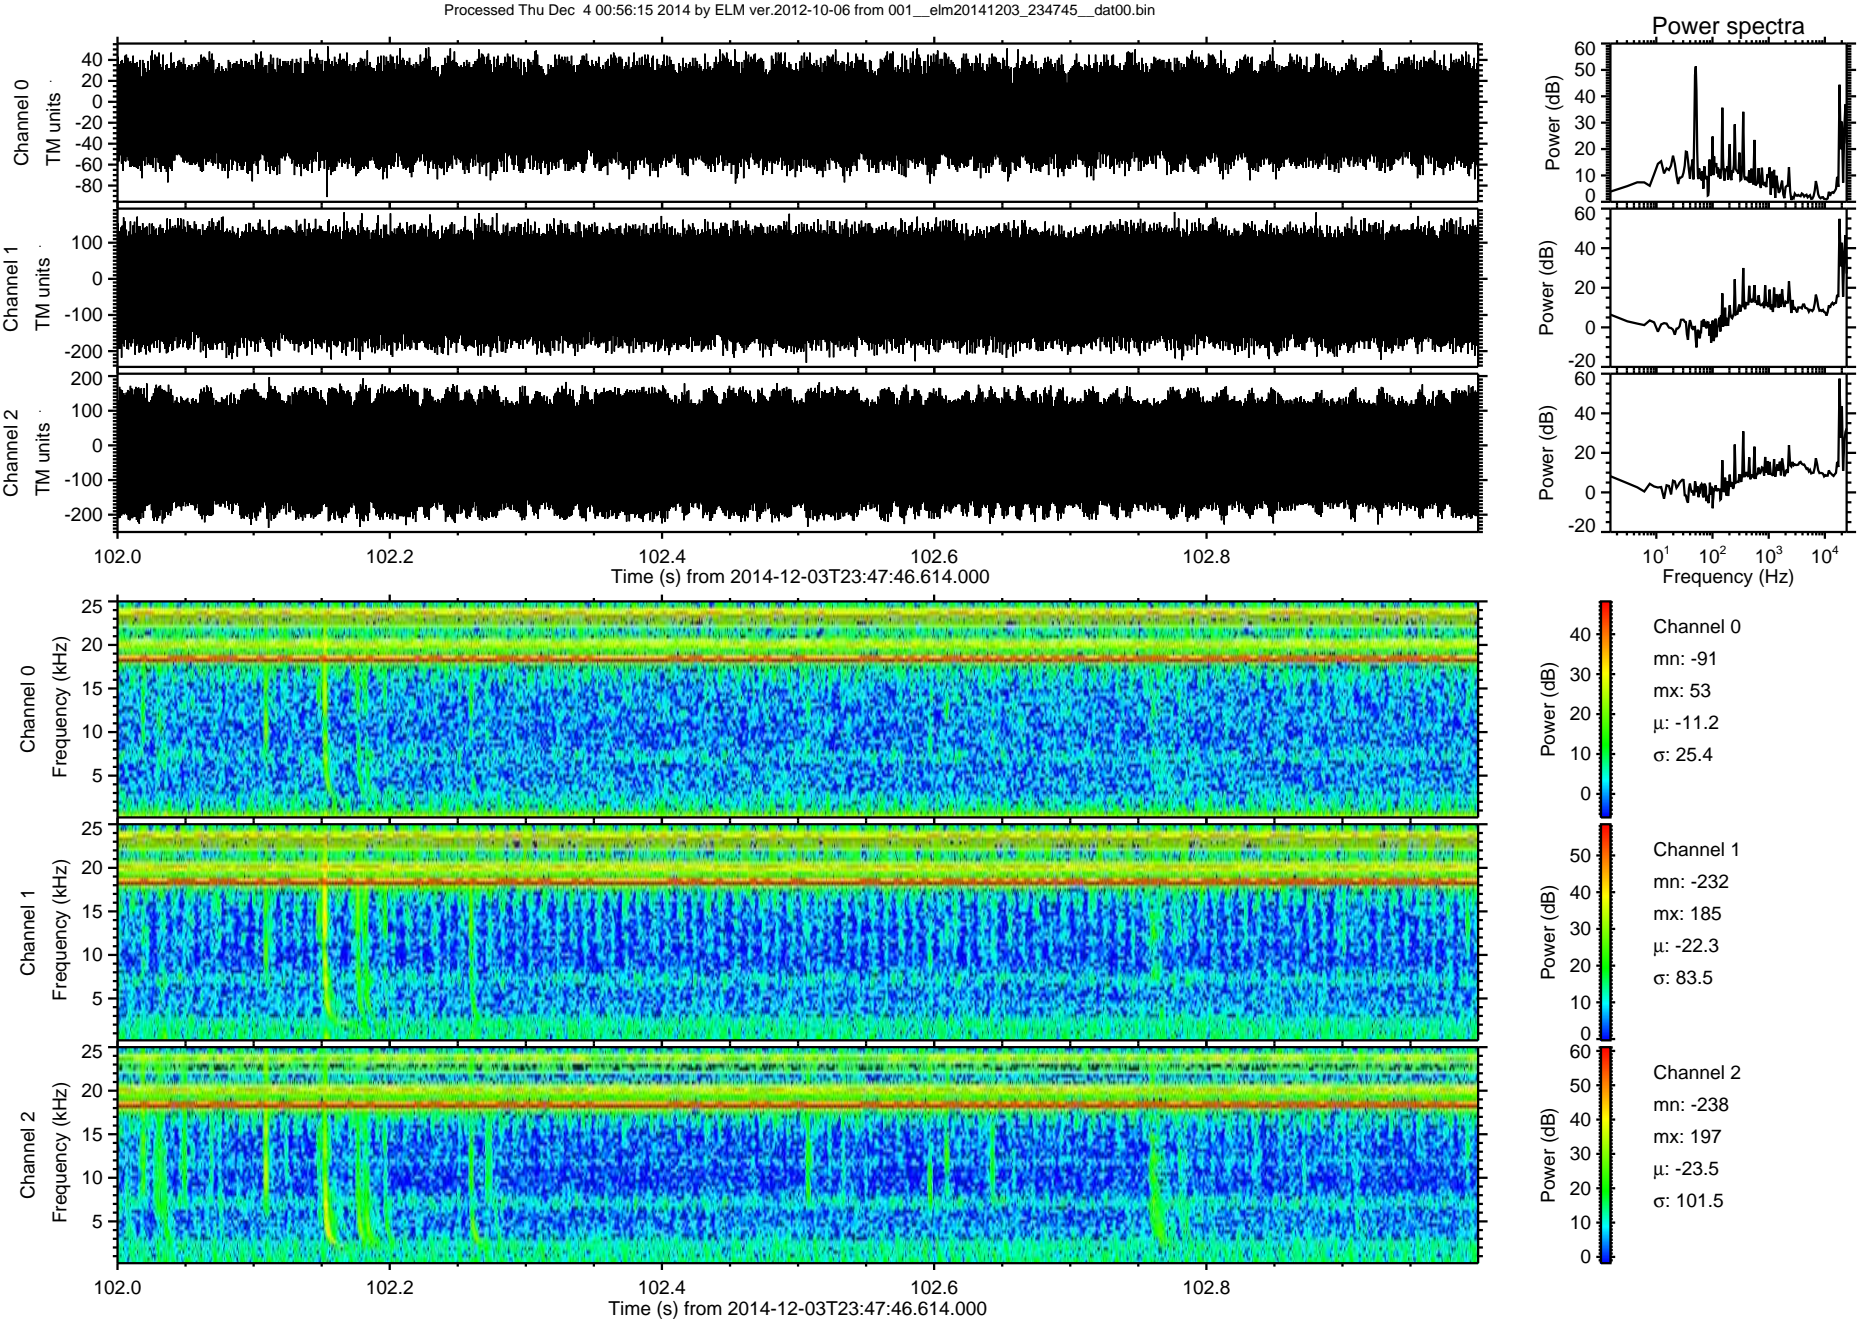 Processed Thu Dec  4 00:56:15 2014 by ELM ver.2012-10-06 from 001__elm20141203_234745__dat00.bin
Power spectra
Channel 0
TM units
40
20
0
-20
-40
-60
-80
Power (dB)
60
50
40
30
20
10
0
Channel 1
TM units
100
0
-100
-200
Power (dB)
60
40
20
0
-20
Channel 2
TM units
200
100
0
-100
-200
Power (dB)
60
40
20
0
-20
102.0 102.2 102.4 102.6 102.8
Time (s) from 2014-12-03T23:47:46.614.000
10¹ 10² 10³ 10⁴
Frequency (Hz)
Channel 0
Frequency (kHz)
25
20
15
10
5
Power (dB)
40
30
20
10
0
Channel 0
mn: -91
mx: 53
μ: -11.2
σ: 25.4
Channel 1
Frequency (kHz)
25
20
15
10
5
Power (dB)
50
40
30
20
10
0
Channel 1
mn: -232
mx: 185
μ: -22.3
σ: 83.5
Channel 2
Frequency (kHz)
25
20
15
10
5
Power (dB)
60
50
40
30
20
10
0
Channel 2
mn: -238
mx: 197
μ: -23.5
σ: 101.5
102.0 102.2 102.4 102.6 102.8
Time (s) from 2014-12-03T23:47:46.614.000